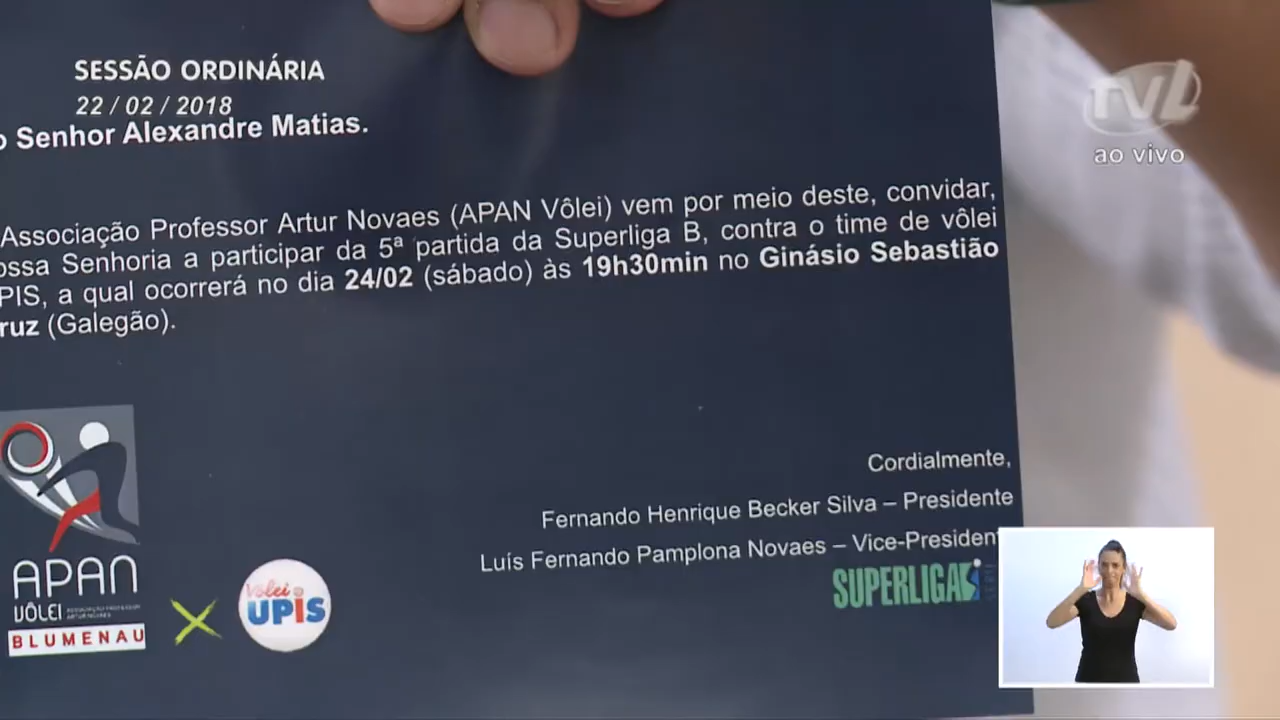 SESSÃO ORDINÁRIA
22 / 02 / 2018
Senhor Alexandre Matias.
TVL
ao vivo
Associação Professor Artur Novaes (APAN Vôlei) vem por meio deste, convidar,
Senhoria a participar da 5ª partida da Superliga B, contra o time de vôlei
a qual ocorrerá no dia 24/02 (sábado) às 19h30min no Ginásio Sebastião
(Galegão).
Cordialmente,
Fernando Henrique Becker Silva – Presidente
Luís Fernando Pamplona Novaes – Vice-Presiden
SUPERLIGA
APAN
VÔLEI
BLUMENAU
Vôlei
UPIS